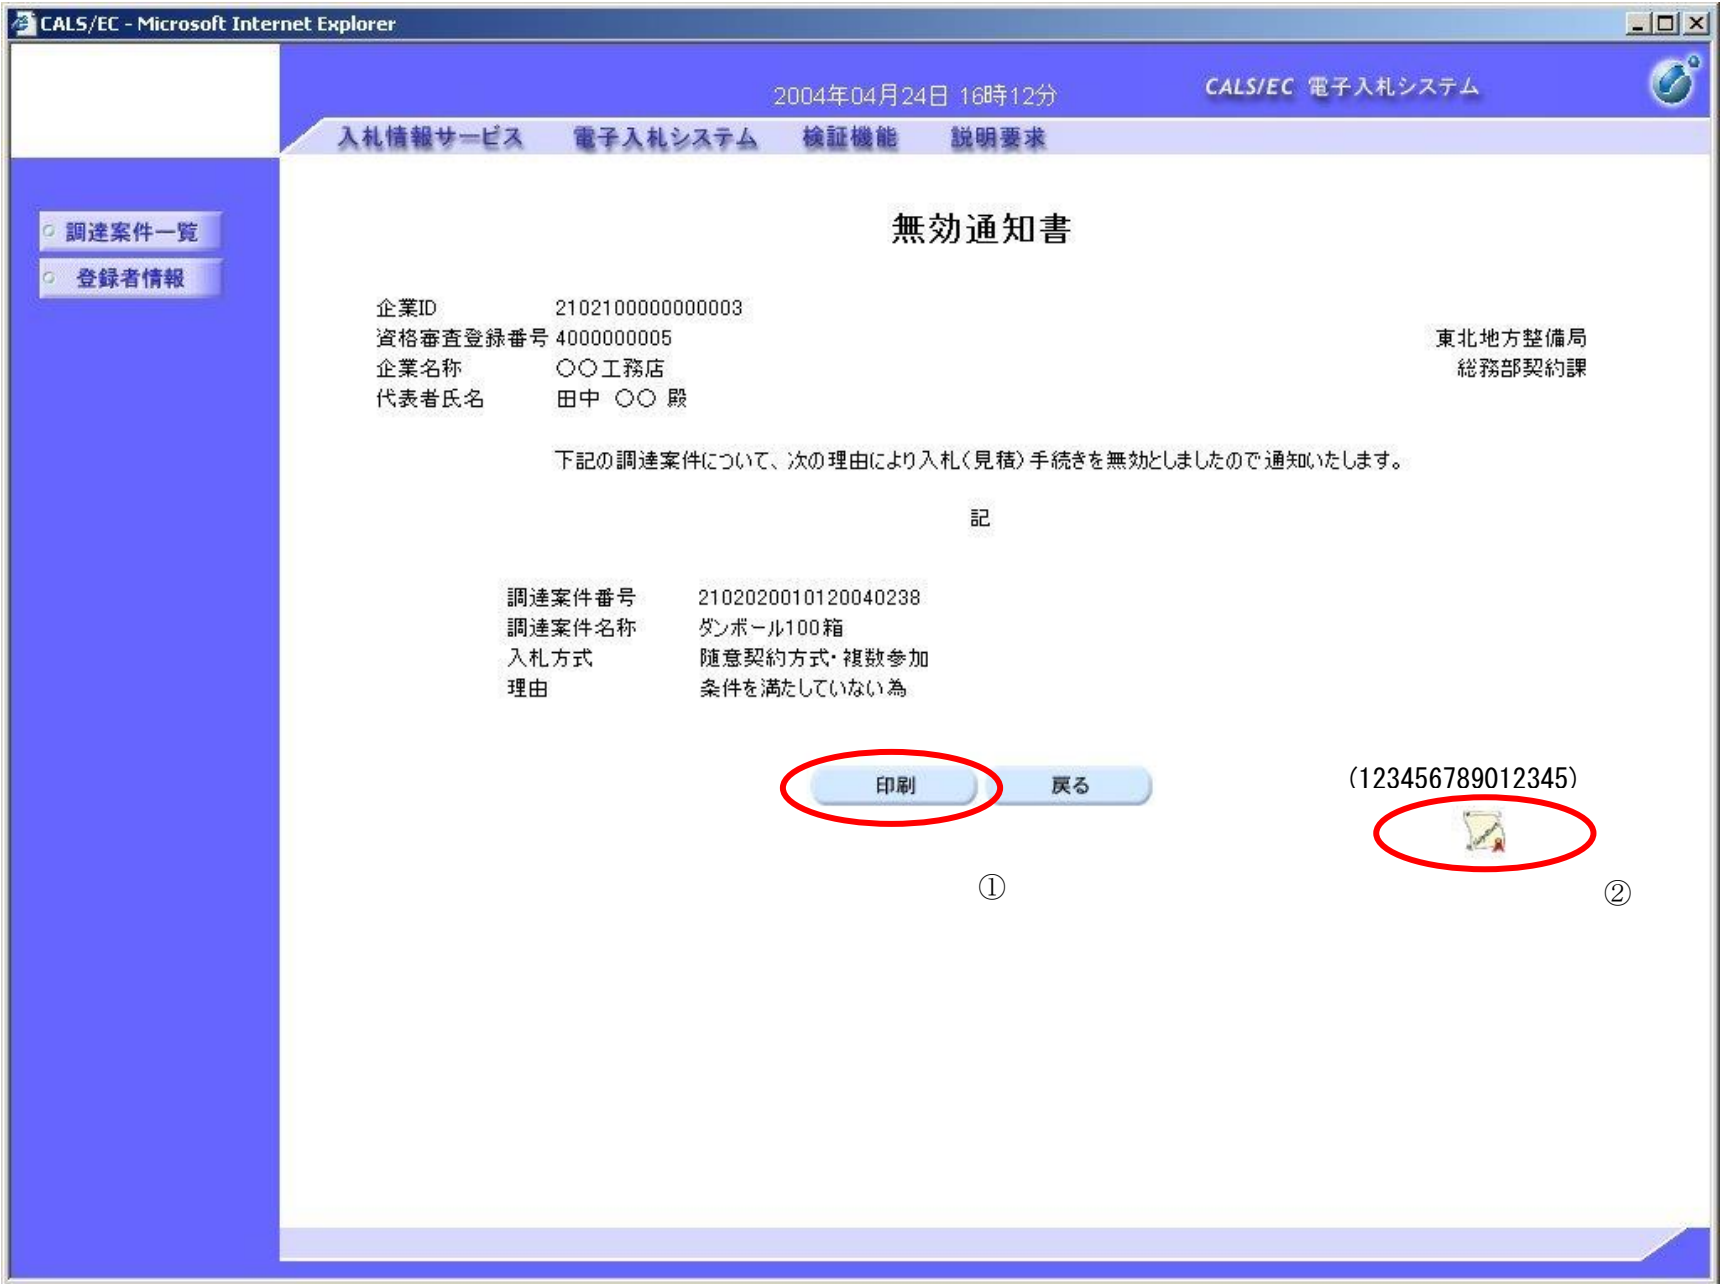 CALS/EC - Microsoft Internet Explorer
2004年04月24日 16時12分
CALS/EC 電子入札システム
入札情報サービス 電子入札システム 検証機能 説明要求
調達案件一覧
登録者情報
無効通知書
企業ID 2102100000000003
資格審査登録番号 4000000005
企業名称 〇〇工務店
代表者氏名 田中 〇〇 殿
東北地方整備局
総務部契約課
下記の調達案件について、次の理由により入札(見積)手続きを無効としましたので通知いたします。
記
調達案件番号 2102020010120040238
調達案件名称 ダンボール100箱
入札方式 随意契約方式・複数参加
理由 条件を満たしていない為
印刷 戻る
(123456789012345)
①
②